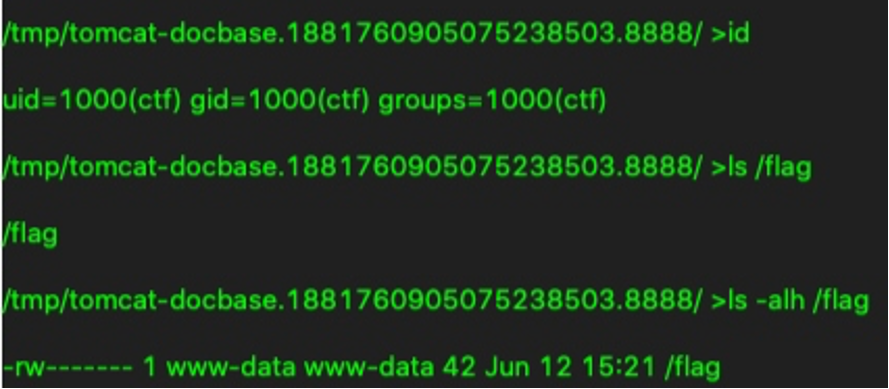 /tmp/tomcat-docbase.1881760905075238503.8888/ >id
uid=1000(ctf) gid=1000(ctf) groups=1000(ctf)
/tmp/tomcat-docbase.1881760905075238503.8888/ >ls /flag
/flag
/tmp/tomcat-docbase.1881760905075238503.8888/ >ls -alh /flag
-rw------- 1 www-data www-data 42 Jun 12 15:21 /flag